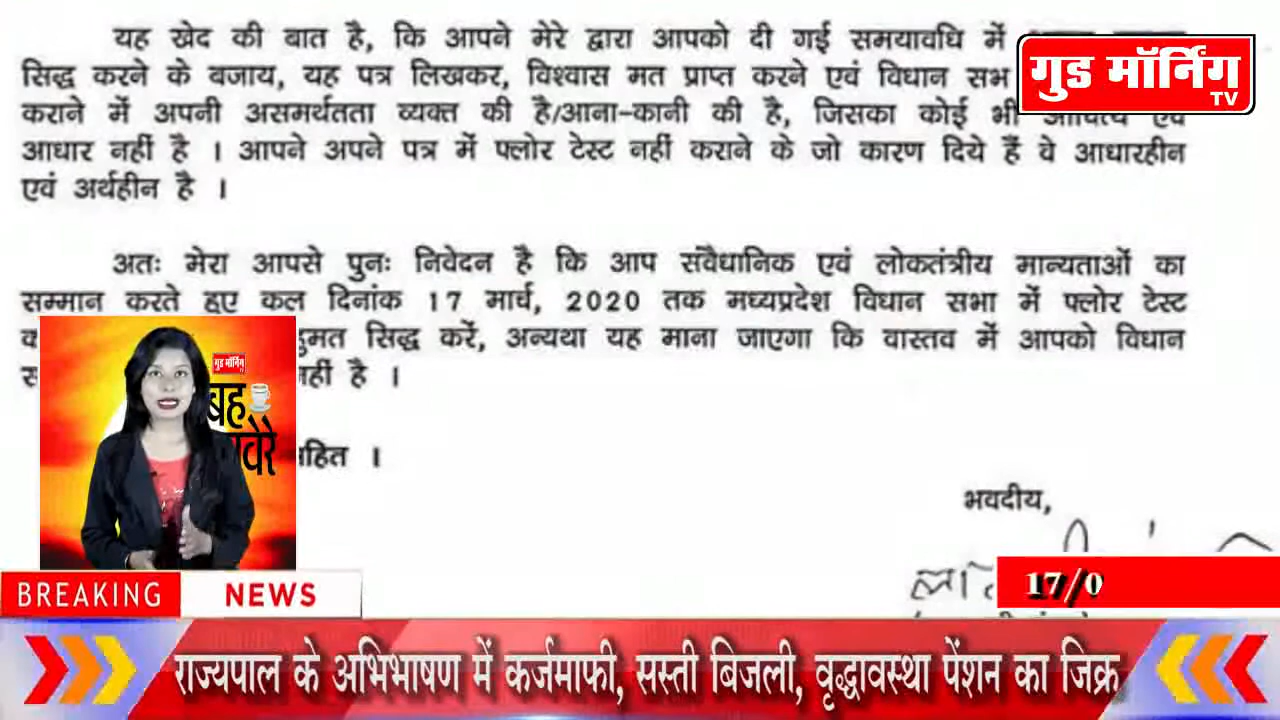 यह खेद की बात है, कि आपने मेरे द्वारा आपको दी गई समयावधि में
सिद्ध करने के बजाय, यह पत्र लिखकर, विश्वास मत प्राप्त करने एवं विधान सभ
कराने में अपनी असमर्थतता व्यक्त की है/आना-कानी की है, जिसका कोई भी औचित्य एवं
आधार नहीं है । आपने अपने पत्र में फ्लोर टेस्ट नहीं कराने के जो कारण दिये हैं वे आधारहीन
एवं अर्थहीन है ।
अतः मेरा आपसे पुनः निवेदन है कि आप संवैधानिक एवं लोकतंत्रीय मान्यताओं का
सम्मान करते हुए कल दिनांक 17 मार्च, 2020 तक मध्यप्रदेश विधान सभा में फ्लोर टेस्ट
हुमत सिद्ध करें, अन्यथा यह माना जाएगा कि वास्तव में आपको विधान
नहीं है ।
हित ।
भवदीय,
गुड मॉर्निंग
TV
गुड मॉर्निंग
बह
वेरे
17/0
BREAKING NEWS
राज्यपाल के अभिभाषण में कर्जमाफी, सस्ती बिजली, वृद्धावस्था पेंशन का जिक्र